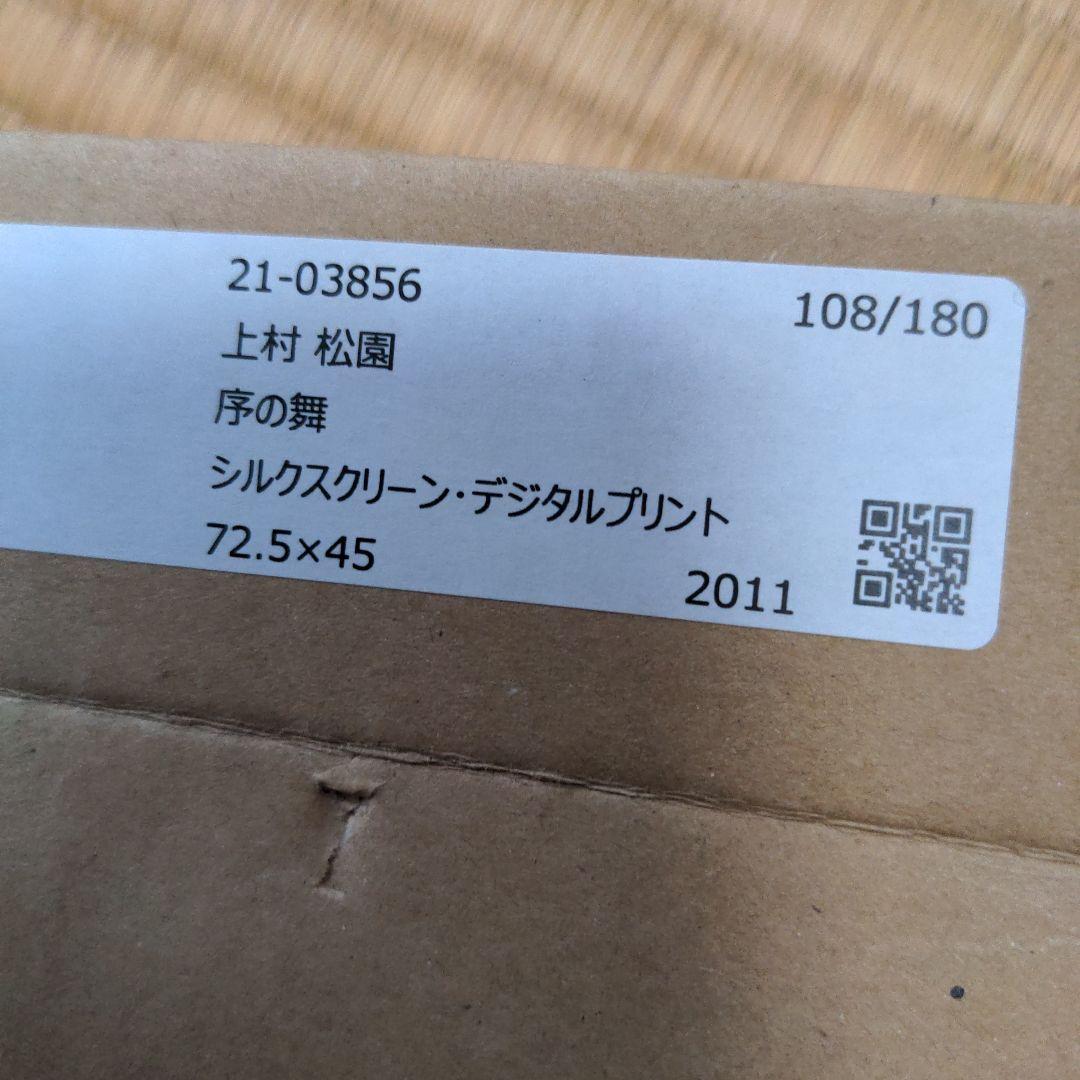 21-03856
108/180
上村 松園
序の舞
シルクスクリーン・デジタルプリント
72.5×45
2011